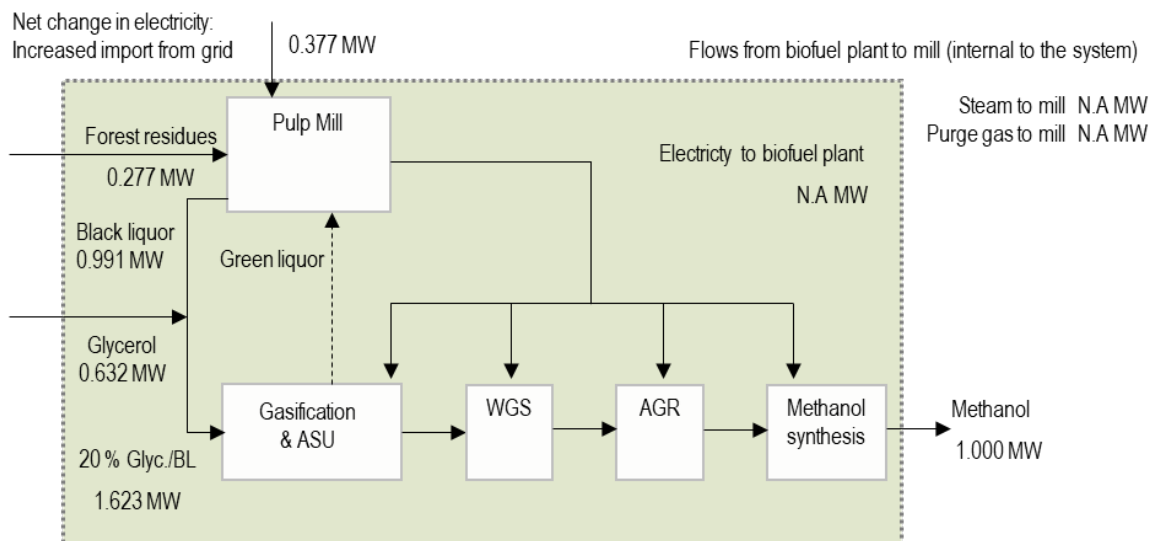 Net change in electricity:
Increased import from grid
0.377 MW
Flows from biofuel plant to mill (internal to the system)
Steam to mill N.A MW
Purge gas to mill N.A MW
Pulp Mill
Forest residues
0.277 MW
Electricty to biofuel plant
N.A MW
Black liquor
0.991 MW
Green liquor
Glycerol
0.632 MW
Gasification
& ASU
WGS
AGR
Methanol
synthesis
Methanol
1.000 MW
20 % Glyc./BL
1.623 MW